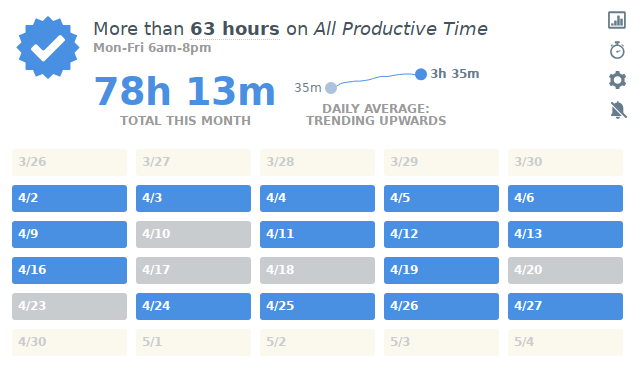 More than 63 hours on All Productive Time
Mon-Fri 6am-8pm
78h 13m
TOTAL THIS MONTH
35m
3h 35m
DAILY AVERAGE:
TRENDING UPWARDS
3/26 3/27 3/28 3/29 3/30
4/2 4/3 4/4 4/5 4/6
4/9 4/10 4/11 4/12 4/13
4/16 4/17 4/18 4/19 4/20
4/23 4/24 4/25 4/26 4/27
4/30 5/1 5/2 5/3 5/4